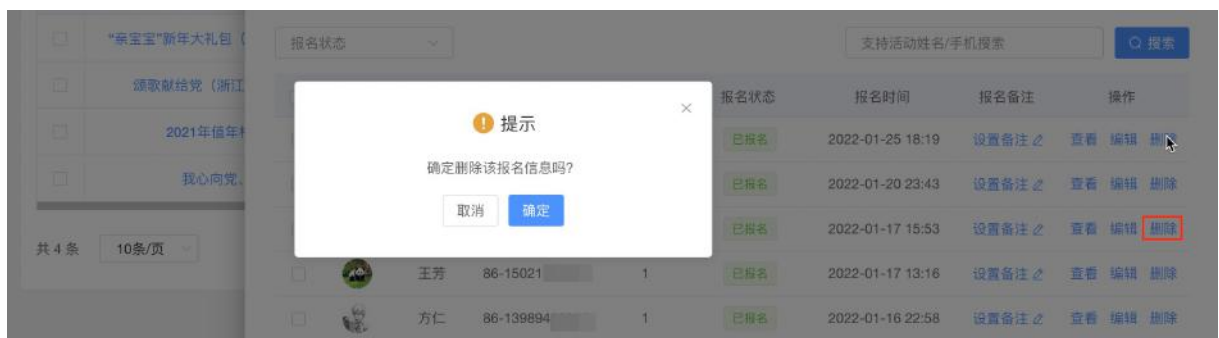 "亲宝宝"新年大礼包(
报名状态
支持活动姓名/手机搜索
搜索
颂歌献给党(浙江
报名状态 报名时间 报名备注 操作
提示
2021年值年
已报名 2022-01-25 18:19 设置备注 查看 编辑 删除
确定删除该报名信息吗?
我心向党、
已报名 2022-01-20 23:43 设置备注 查看 编辑 删除
取消 确定
已报名 2022-01-17 15:53 设置备注 查看 编辑 删除
共 4 条 10条/页
王芳 86-15021 1 已报名 2022-01-17 13:16 设置备注 查看 编辑 删除
方仁 86-139894 1 已报名 2022-01-16 22:58 设置备注 查看 编辑 删除